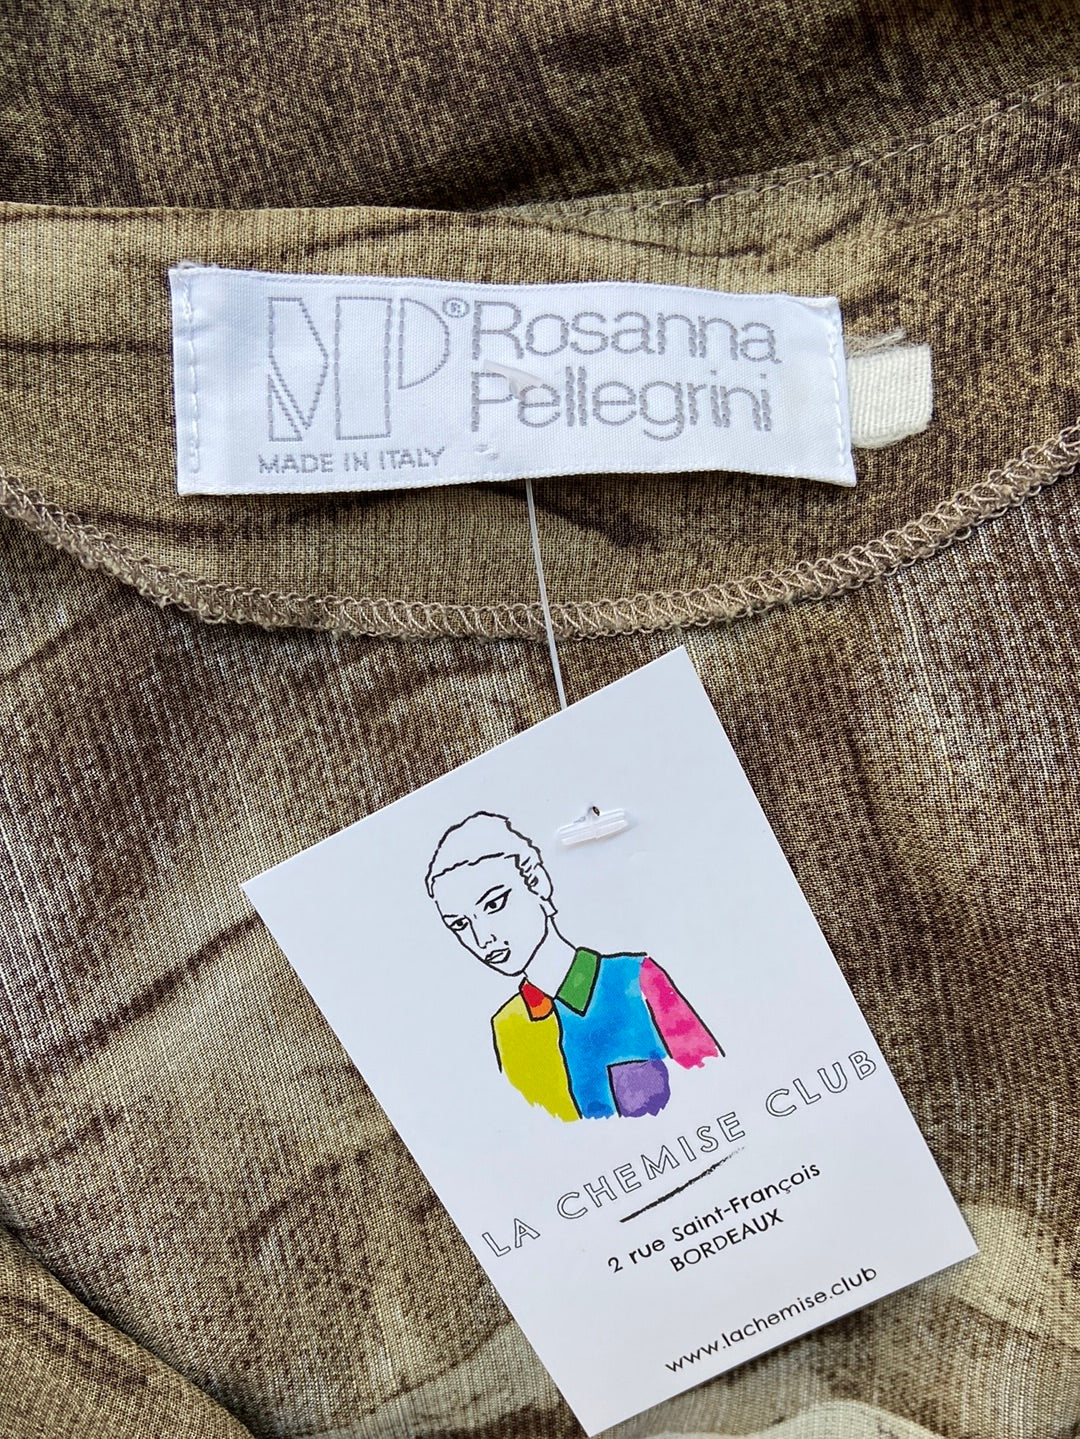 ® Rosanna
Pellegrini
MADE IN ITALY
LA CHEMISE CLUB
2 rue Saint-François
BORDEAUX
www.lachemise.club